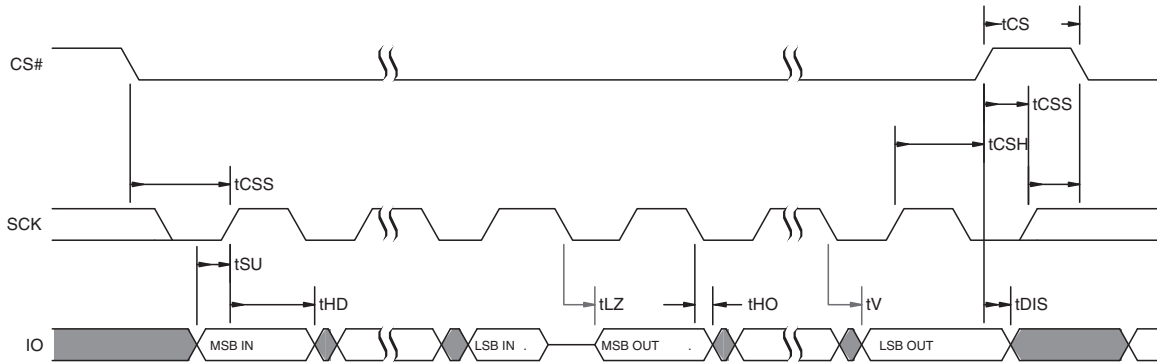 tCS
CS#
tCSS
tCSH
tCSS
SCK
tSU
tHD
tLZ
tHO
tV
tDIS
IO
MSB IN
LSB IN .
MSB OUT .
LSB OUT